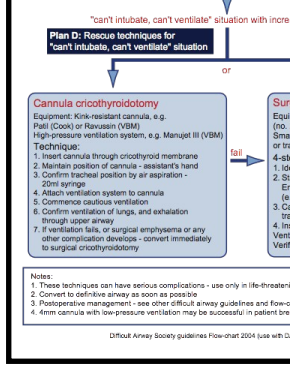 "can't intubate, can't ventilate" situation with incre
Plan D: Rescue techniques for
"can't intubate, can't ventilate" situation
or
Cannula cricothyroidotomy
Equipment: Kink-resistant cannula, e.g.
Patil (Cook) or Ravussin (VBM)
High-pressure ventilation system, e.g. Manujet III (VBM)
Technique:
1. Insert cannula through cricothyroid membrane
2. Maintain position of cannula - assistant's hand
3. Confirm tracheal position by air aspiration -
20ml syringe
4. Attach ventilation system to cannula
5. Commence cautious ventilation
6. Confirm ventilation of lungs, and exhalation
through upper airway
7. If ventilation fails, or surgical emphysema or any
other complication develops - convert immediately
to surgical cricothyroidotomy
fail
Sur
Equi
(no.
Sma
or tra
4-st
1. Ide
2. St
En
(e
3. Ca
tra
4. Ins
Vent
Verif
Notes:
1. These techniques can have serious complications - use only in life-threateni
2. Convert to definitive airway as soon as possible
3. Postoperative management - see other difficult airway guidelines and flow-c
4. 4mm cannula with low-pressure ventilation may be successful in patient bre
Difficult Airway Society guidelines Flow-chart 2004 (use with D